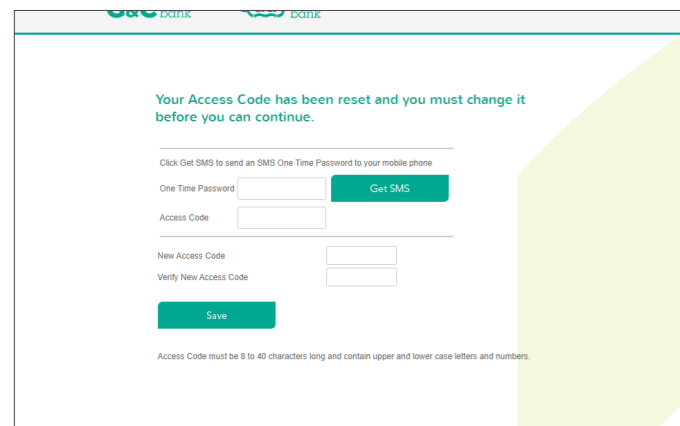 G&C bank bank
Your Access Code has been reset and you must change it
before you can continue.
Click Get SMS to send an SMS One Time Password to your mobile phone
One Time Password Get SMS
Access Code
New Access Code
Verify New Access Code
Save
Access Code must be 8 to 40 characters long and contain upper and lower case letters and numbers.